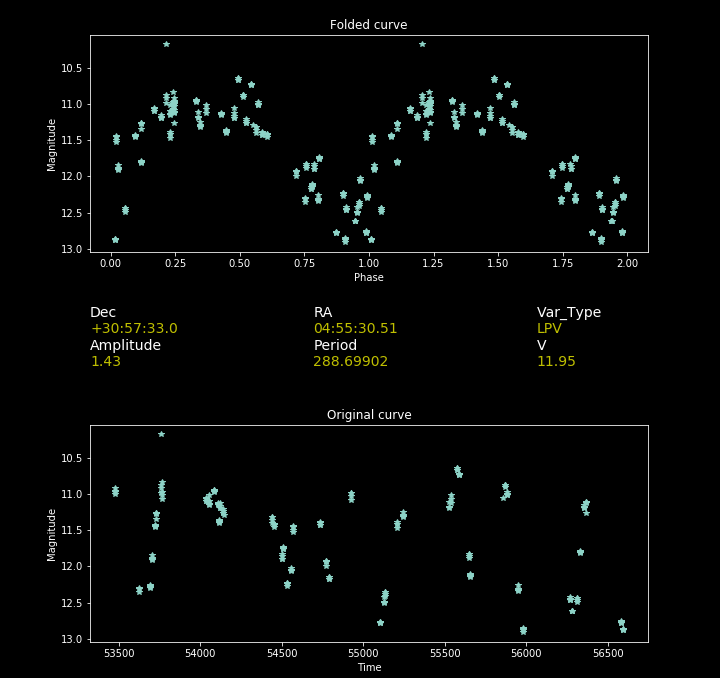 Folded curve
10.5
11.0
11.5
12.0
12.5
13.0
Magnitude
0.00 0.25 0.50 0.75 1.00 1.25 1.50 1.75 2.00
Phase
Dec RA Var_Type
+30:57:33.0 04:55:30.51 LPV
Amplitude Period V
1.43 288.69902 11.95
Original curve
10.5
11.0
11.5
12.0
12.5
13.0
Magnitude
53500 54000 54500 55000 55500 56000 56500
Time